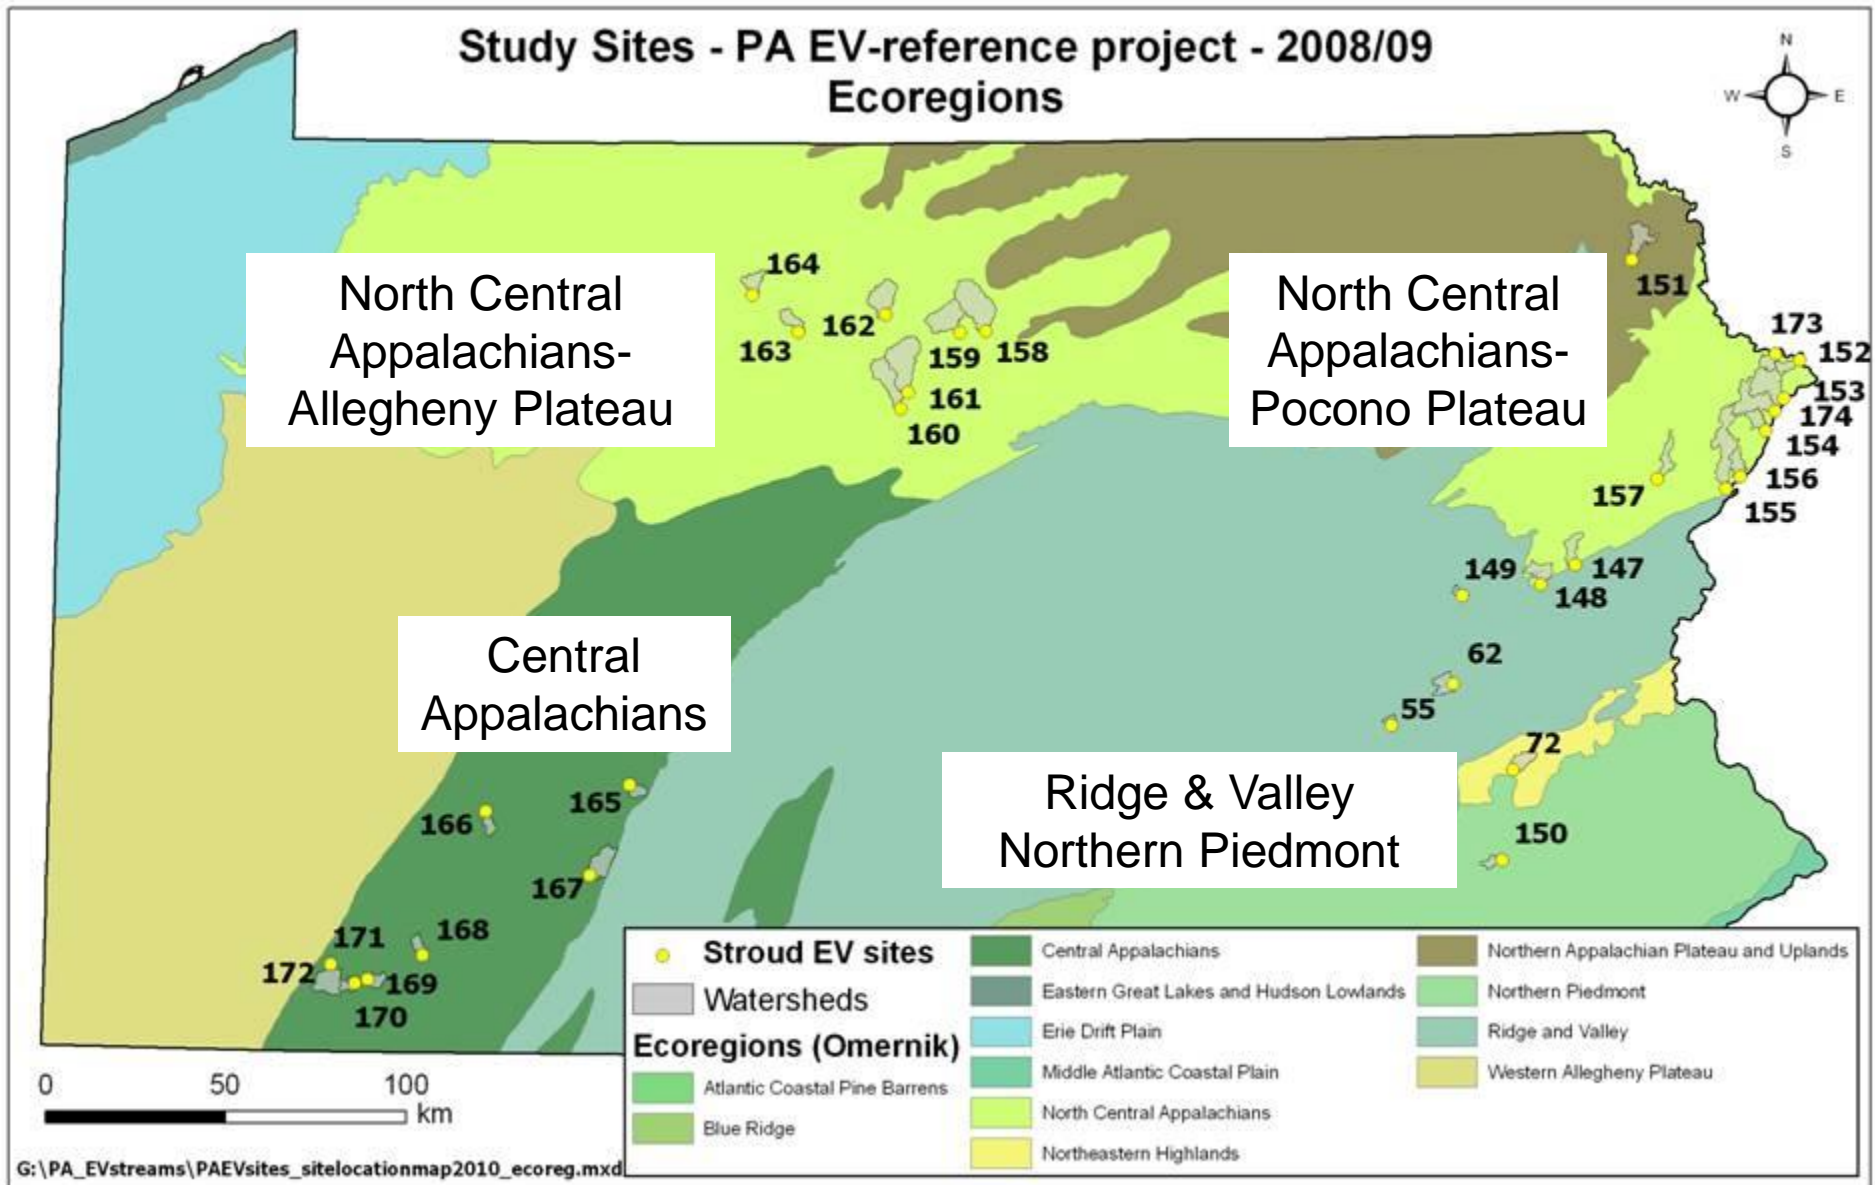 Study Sites - PA EV-reference project - 2008/09
Ecoregions
N
W
E
S
North Central
Appalachians-
Allegheny Plateau
North Central
Appalachians-
Pocono Plateau
164
163
162
159
158
161
160
151
173
152
153
174
154
156
155
157
149
147
148
62
55
72
150
Central
Appalachians
Ridge & Valley
Northern Piedmont
166
165
167
168
171
172
169
170
Stroud EV sites
Watersheds
Ecoregions (Omernik)
Atlantic Coastal Pine Barrens
Blue Ridge
Central Appalachians
Eastern Great Lakes and Hudson Lowlands
Erie Drift Plain
Middle Atlantic Coastal Plain
North Central Appalachians
Northeastern Highlands
Northern Appalachian Plateau and Uplands
Northern Piedmont
Ridge and Valley
Western Allegheny Plateau
0 50 100
km
G:\PA_EVstreams\PAEVsites_sitelocationmap2010_ecoreg.mxd